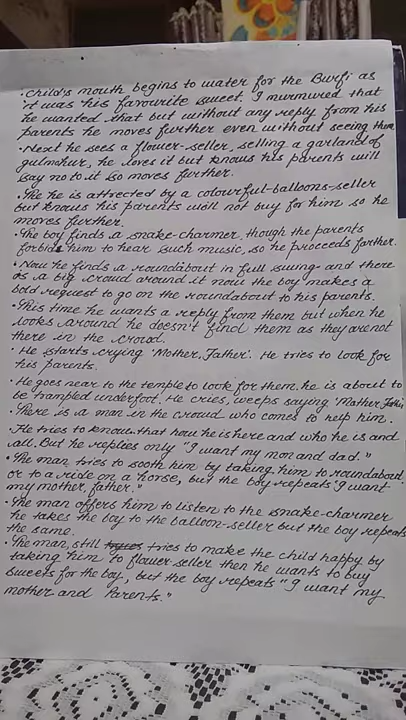 • Child's mouth begins to water for the Burfi as
it was his favourite sweet. I murmured that
he wanted that but without any reply from his
parents he moves further even without seeing them
• Next he sees a flower-seller, selling a garland of
gulmohur, he loves it but knows his parents will
say no to it so moves further.
• The he is attrected by a colourful-balloons-seller
but knows his parents will not buy for him so he
moves further.
• The boy finds a snake-charmer, though the parents
forbids him to hear such music, so he proceeds farther.
• Now he finds a roundabout in full swing and there
is a big crowd around it now the boy makes a
bold request to go on the roundabout to his parents.
• This time he wants a reply from them but when he
looks around he doesn't find them as they are not
there in the crowd.
• He starts crying 'Mother, Father'. He tries to look for
his parents.
• He goes near to the temple to look for them. he is about to
be trampled underfoot. He cries, weeps saying 'Mother,
• There is a man in the crowd who comes to help him.
• He tries to know that how he is here and who he is and
all. But he replies only "I want my mom and dad."
• The man tries to sooth him by taking him to roundabout
or to a ride on a horse, but the boy repeats "I want
my mother, father."
• The man offers him to listen to the snake-charmer
he takes the boy to the balloon-seller but the boy repeats
the same.
• The man, still tries to make the child happy by
taking him to flower seller then he wants to buy
sweets for the boy, but the boy repeats "I want my
mother and Parents."